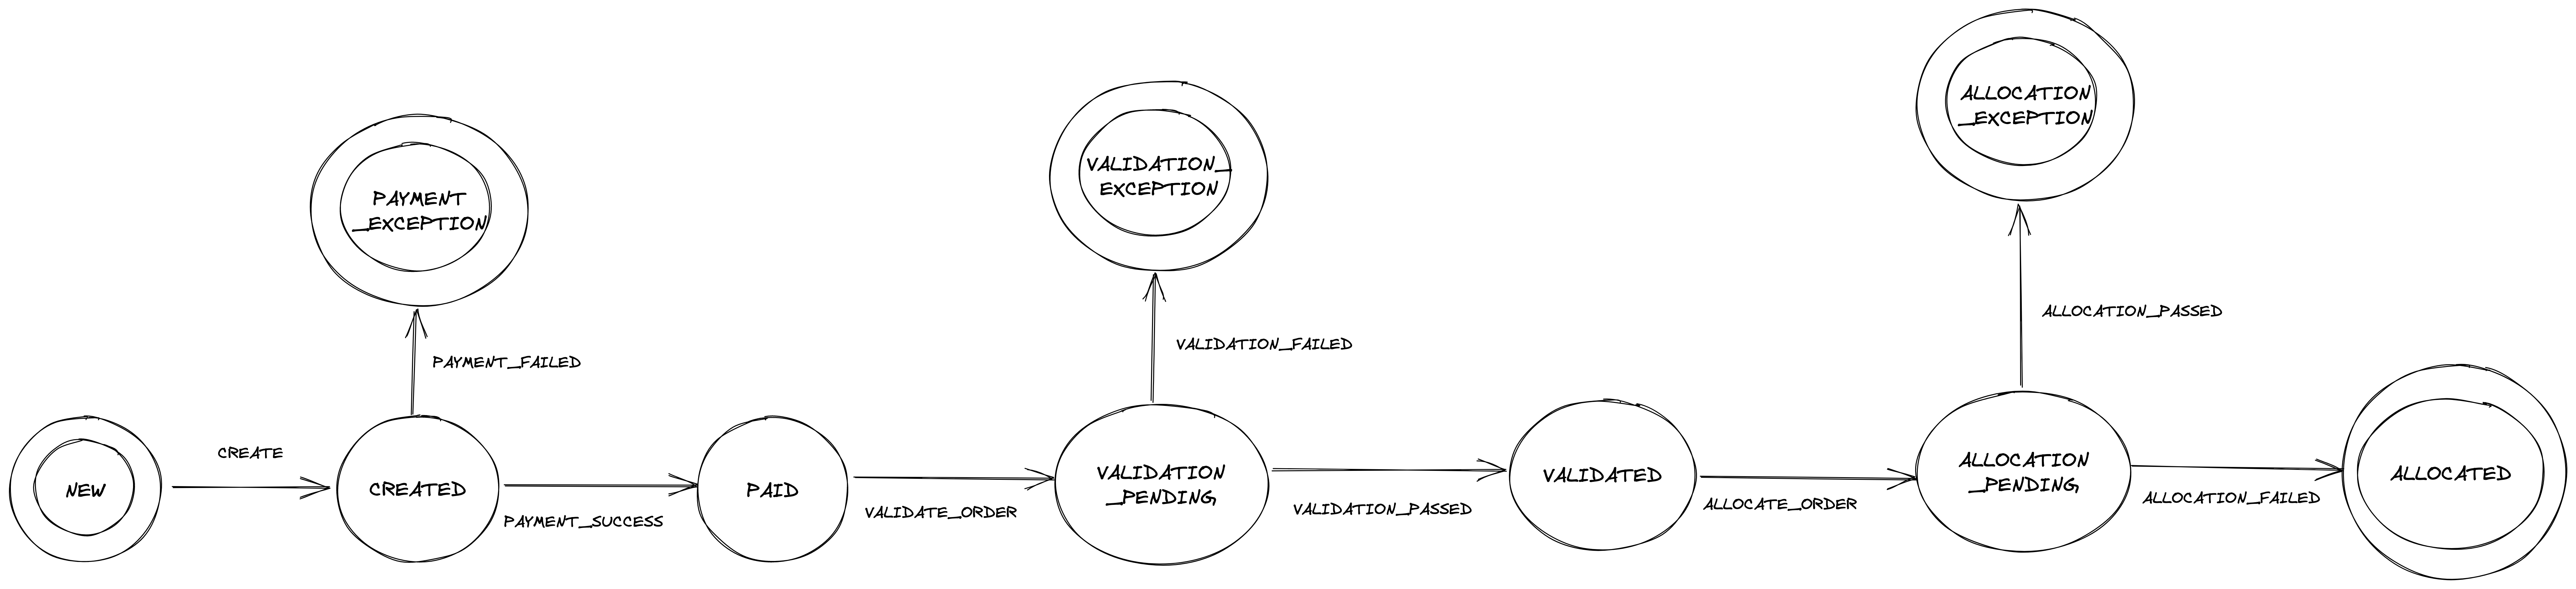 ALLOCATION
_EXCEPTION
VALIDATION_
EXCEPTION
PAYMENT
_EXCEPTION
ALLOCATION_PASSED
VALIDATION_FAILED
PAYMENT_FAILED
NEW
CREATE
CREATED
PAYMENT_SUCCESS
PAID
VALIDATE_ORDER
VALIDATION
_PENDING
VALIDATION_PASSED
VALIDATED
ALLOCATE_ORDER
ALLOCATION
_PENDING
ALLOCATION_FAILED
ALLOCATED